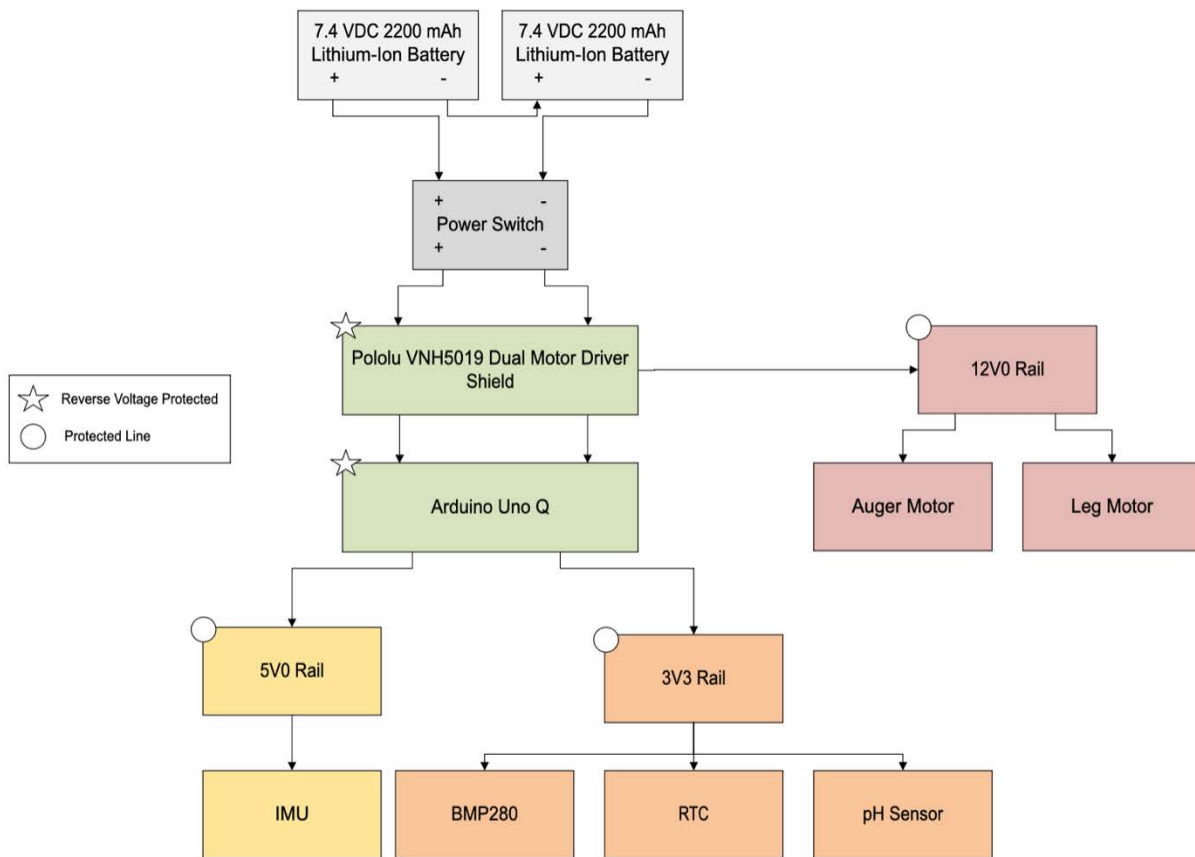 7.4 VDC 2200 mAh
Lithium-Ion Battery
+ -
7.4 VDC 2200 mAh
Lithium-Ion Battery
+ -
+ -
Power Switch
+ -
Pololu VNH5019 Dual Motor Driver
Shield
12V0 Rail
Reverse Voltage Protected
Protected Line
Arduino Uno Q
Auger Motor
Leg Motor
5V0 Rail
3V3 Rail
IMU
BMP280
RTC
pH Sensor